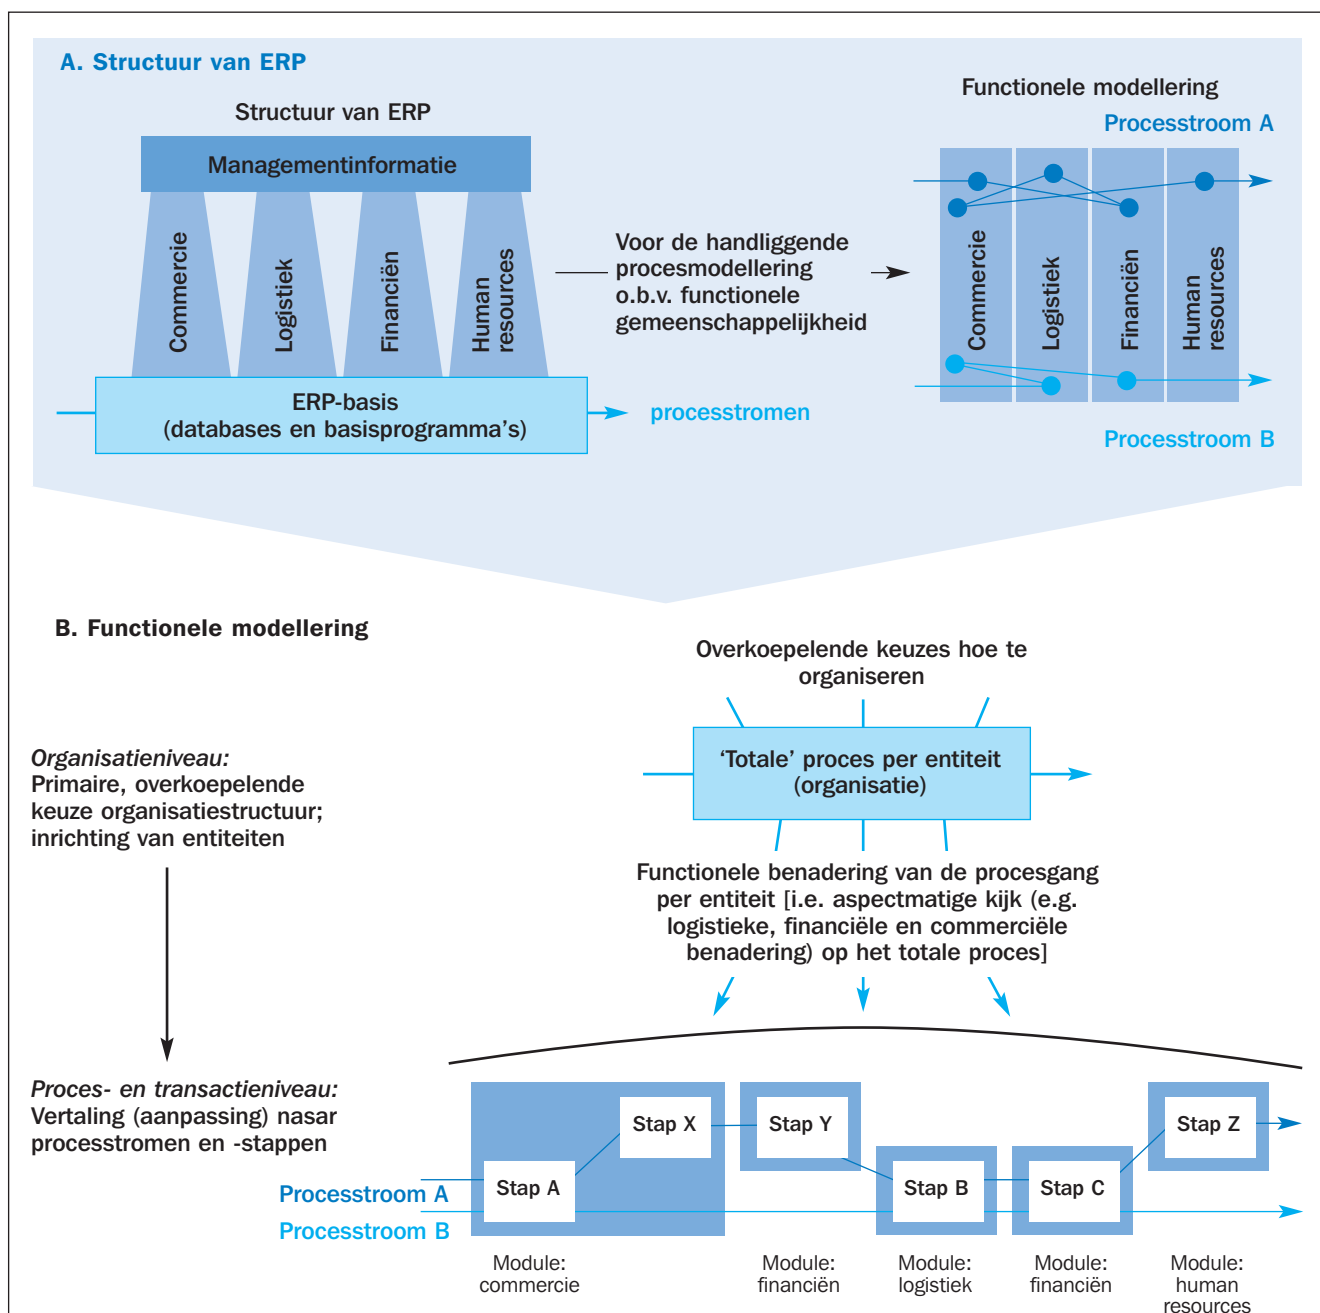 A. Structuur van ERP
Structuur van ERP
Managementinformatie
Commercie
Logistiek
Financiën
Human
resources
ERP-basis
(databases en basisprogramma's)
processtromen
Voor de handliggende
procesmodellering
o.b.v. functionele
gemeenschappelijkheid
Functionele modellering
Processtroom A
Commercie
Logistiek
Financiën
Human
resources
Processtroom B
B. Functionele modellering
Overkoepelende keuzes hoe te
organiseren
Organisatieniveau:
Primaire, overkoepelende
keuze organisatiestructuur;
inrichting van entiteiten
‘Totale’ proces per entiteit
(organisatie)
Functionele benadering van de procesgang
per entiteit [i.e. aspectmatige kijk (e.g.
logistieke, financiële en commerciële
benadering) op het totale proces]
Proces- en transactieniveau:
Vertaling (aanpassing) nasar
processtromen en -stappen
Stap X
Stap Y
Stap Z
Stap A
Stap B
Stap C
Processtroom A
Processtroom B
Module:
commercie
Module:
financiën
Module:
logistiek
Module:
financiën
Module:
human
resources